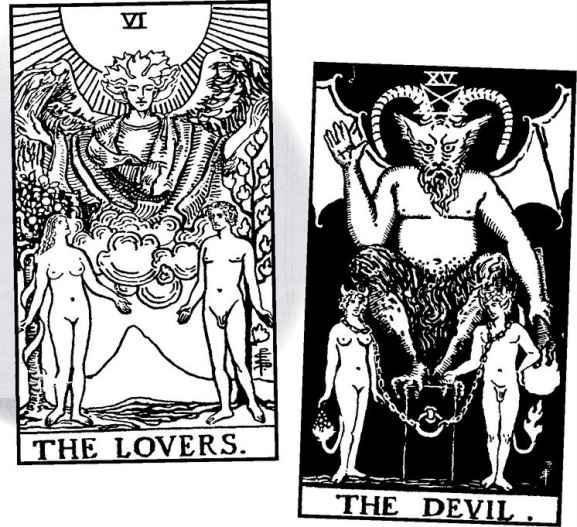 VI
THE LOVERS.
XV
THE DEVIL.